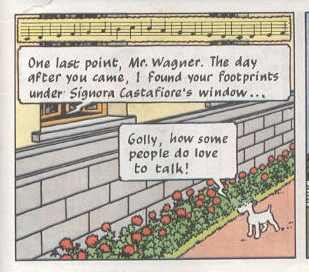 One last point, Mr. Wagner. The day
after you came, I found your footprints
under Signora Castafiore's window...
Golly, how some
people do love
to talk!